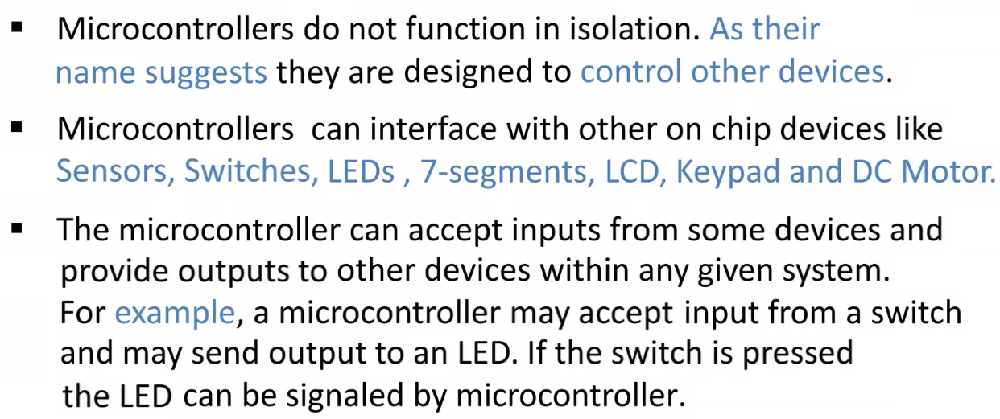 ▪ Microcontrollers do not function in isolation. As their
name suggests they are designed to control other devices.
▪ Microcontrollers can interface with other on chip devices like
Sensors, Switches, LEDs , 7-segments, LCD, Keypad and DC Motor.
▪ The microcontroller can accept inputs from some devices and
provide outputs to other devices within any given system.
For example, a microcontroller may accept input from a switch
and may send output to an LED. If the switch is pressed
the LED can be signaled by microcontroller.